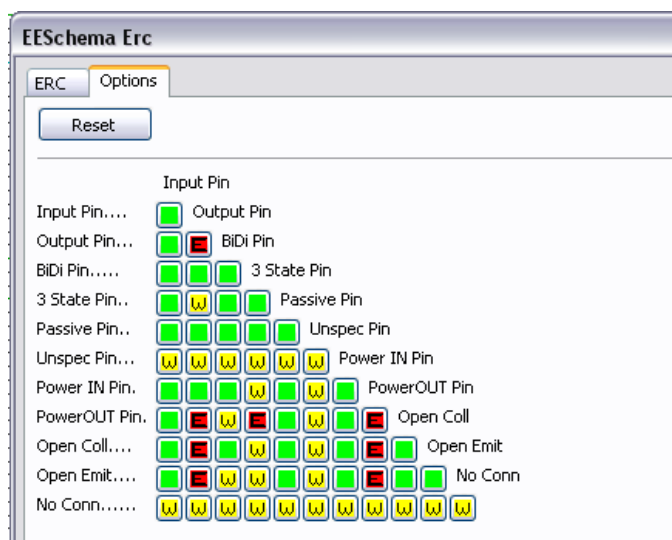 EESchema Erc
ERC Options
Reset
Input Pin
Input Pin.... Output Pin
Output Pin... E BiDi Pin
BiDi Pin..... 3 State Pin
3 State Pin.. W Passive Pin
Passive Pin.. Unspec Pin
Unspec Pin... W W W W W W Power IN Pin
Power IN Pin. W W PowerOUT Pin
PowerOUT Pin. E W E W E Open Coll
Open Coll.... E W W E Open Emit
Open Emit.... E W W W E No Conn
No Conn...... W W W W W W W W W W W